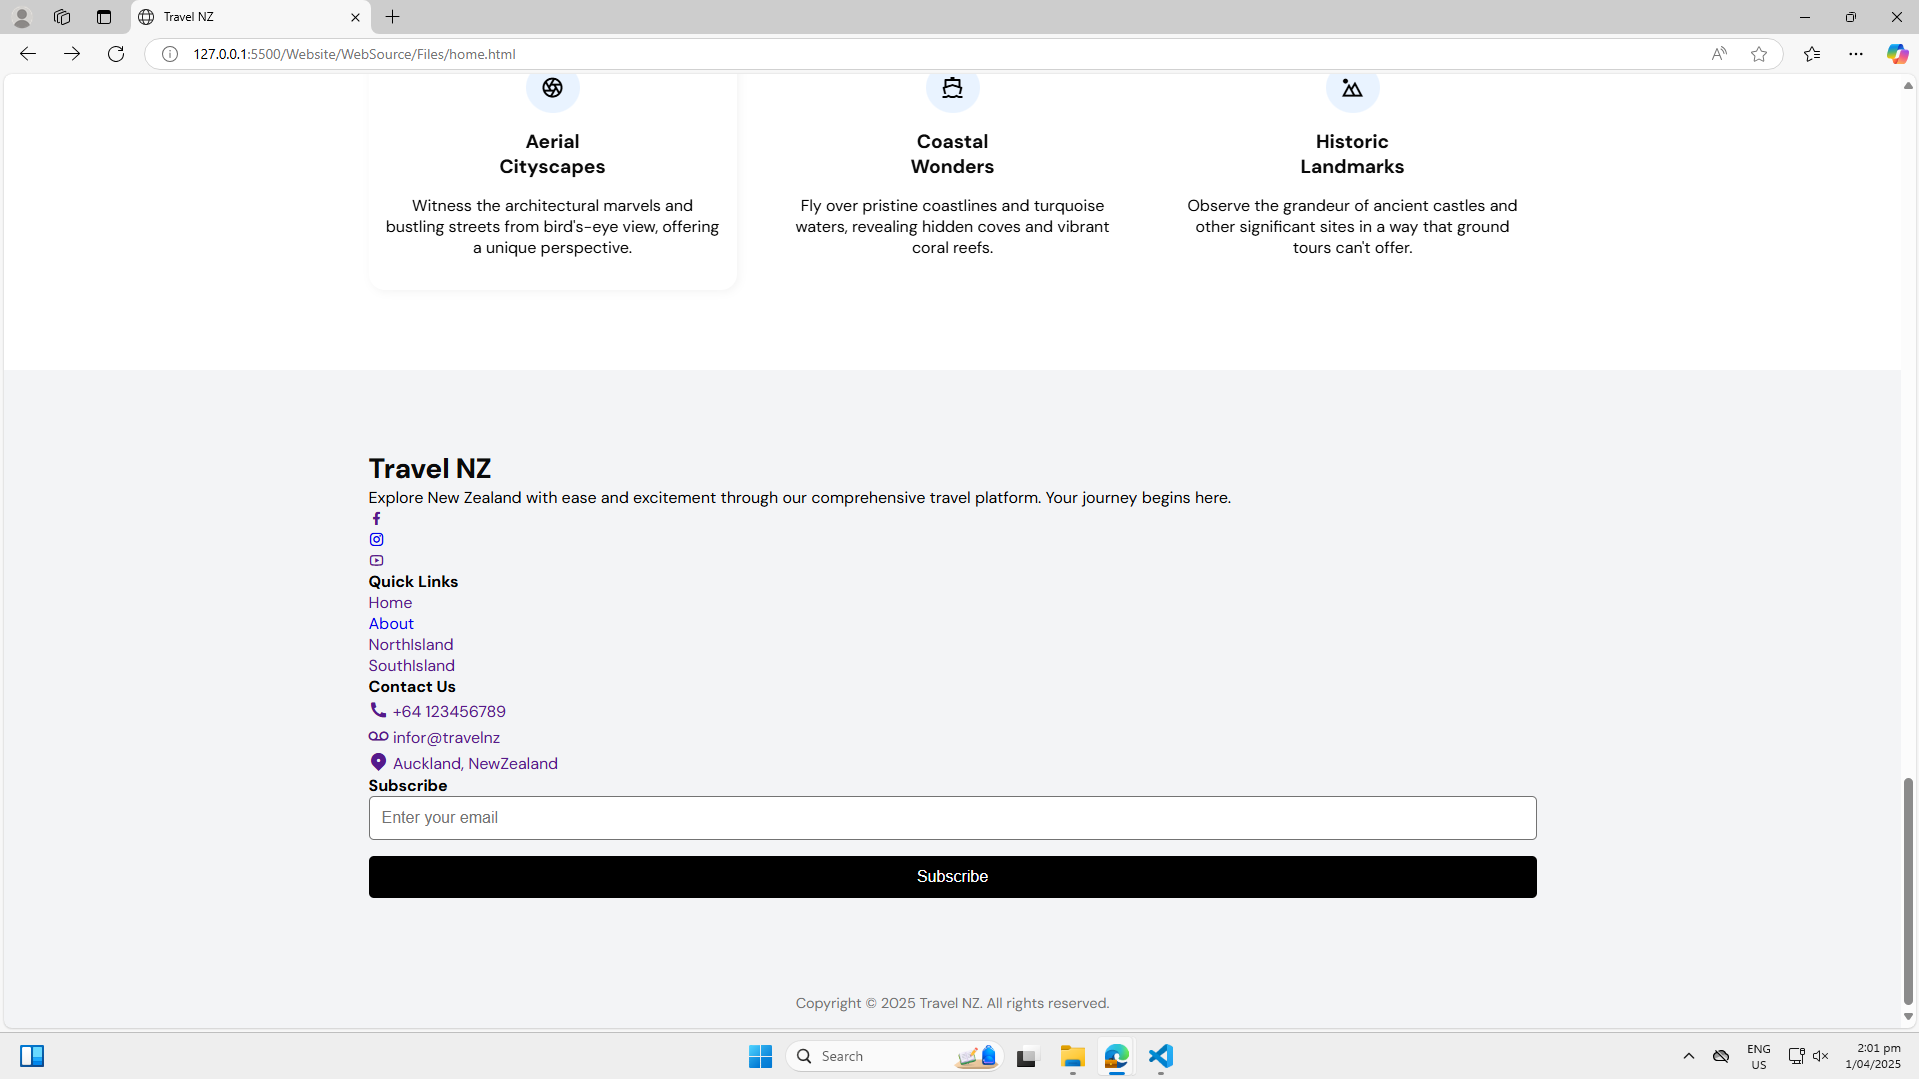 Travel NZ
127.0.0.1:5500/Website/WebSource/Files/home.html
Aerial
Cityscapes
Witness the architectural marvels and
bustling streets from bird's-eye view, offering
a unique perspective.
Coastal
Wonders
Fly over pristine coastlines and turquoise
waters, revealing hidden coves and vibrant
coral reefs.
Historic
Landmarks
Observe the grandeur of ancient castles and
other significant sites in a way that ground
tours can't offer.
Travel NZ
Explore New Zealand with ease and excitement through our comprehensive travel platform. Your journey begins here.
Quick Links
Home
About
NorthIsland
SouthIsland
Contact Us
+64 123456789
infor@travelnz
Auckland, NewZealand
Subscribe
Enter your email
Subscribe
Copyright © 2025 Travel NZ. All rights reserved.
Search
ENG
US
2:01 pm
1/04/2025